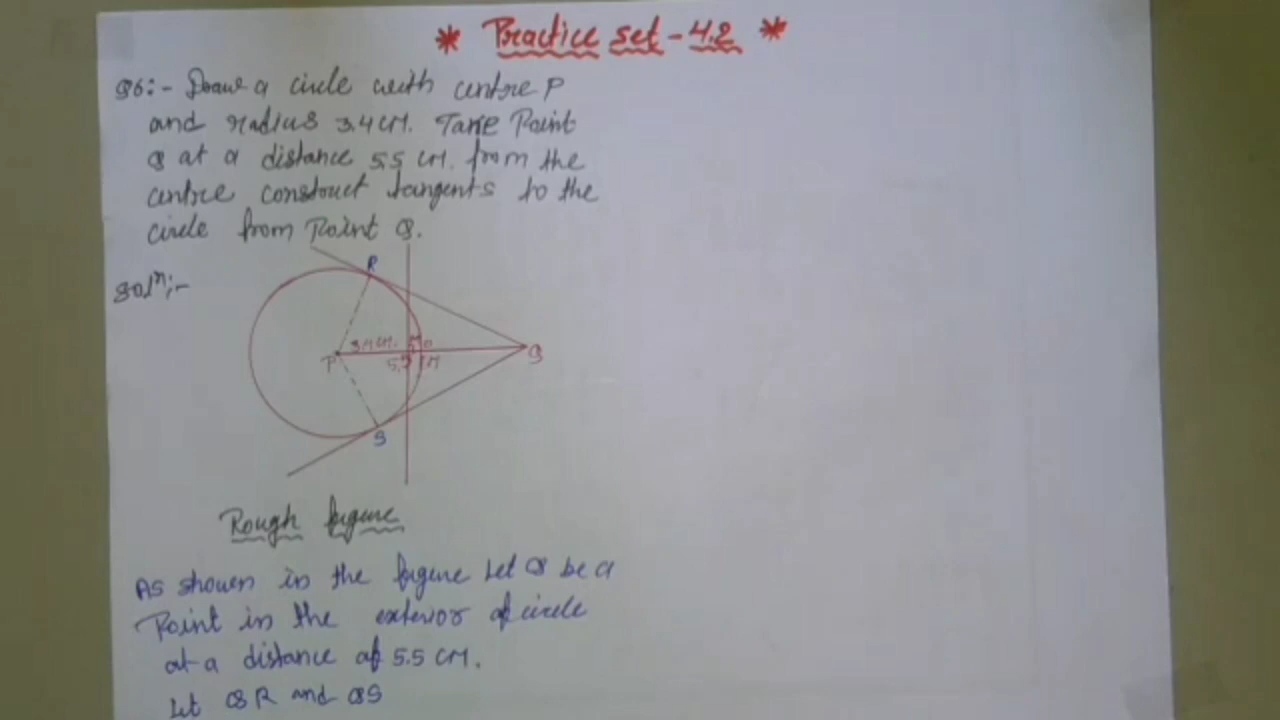 * Practice set - 4.2 *
Q6:- Draw a circle with centre P
and radius 3.4 CM. Take Point
Q at a distance 5.5 CM. from the
centre construct tangents to the
circle from Point Q.
Solⁿ:-
R
3.4 CM. M
P Q
5.5 CM
S
Rough figure
As shown in the figure Let Q be a
Point in the exterior of circle
at a distance of 5.5 CM.
Let QR and QS